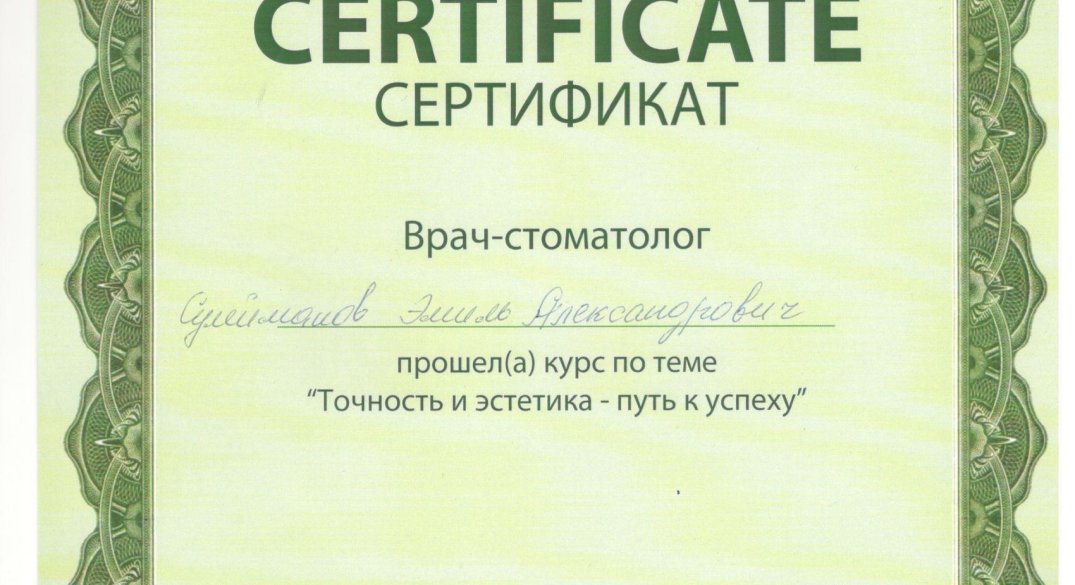 CERTIFICATE
СЕРТИФИКАТ
Врач-стоматолог
Сулейманов Эмиль Александрович
прошел(а) курс по теме
“Точность и эстетика - путь к успеху”